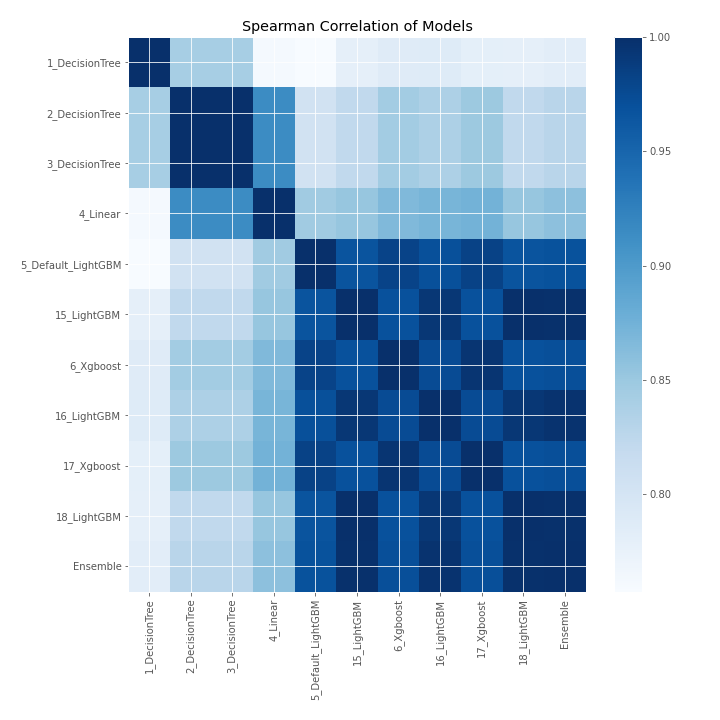 Spearman Correlation of Models
1_DecisionTree
2_DecisionTree
3_DecisionTree
4_Linear
5_Default_LightGBM
15_LightGBM
6_Xgboost
16_LightGBM
17_Xgboost
18_LightGBM
Ensemble
1_DecisionTree
2_DecisionTree
3_DecisionTree
4_Linear
5_Default_LightGBM
15_LightGBM
6_Xgboost
16_LightGBM
17_Xgboost
18_LightGBM
Ensemble
1.00
0.95
0.90
0.85
0.80